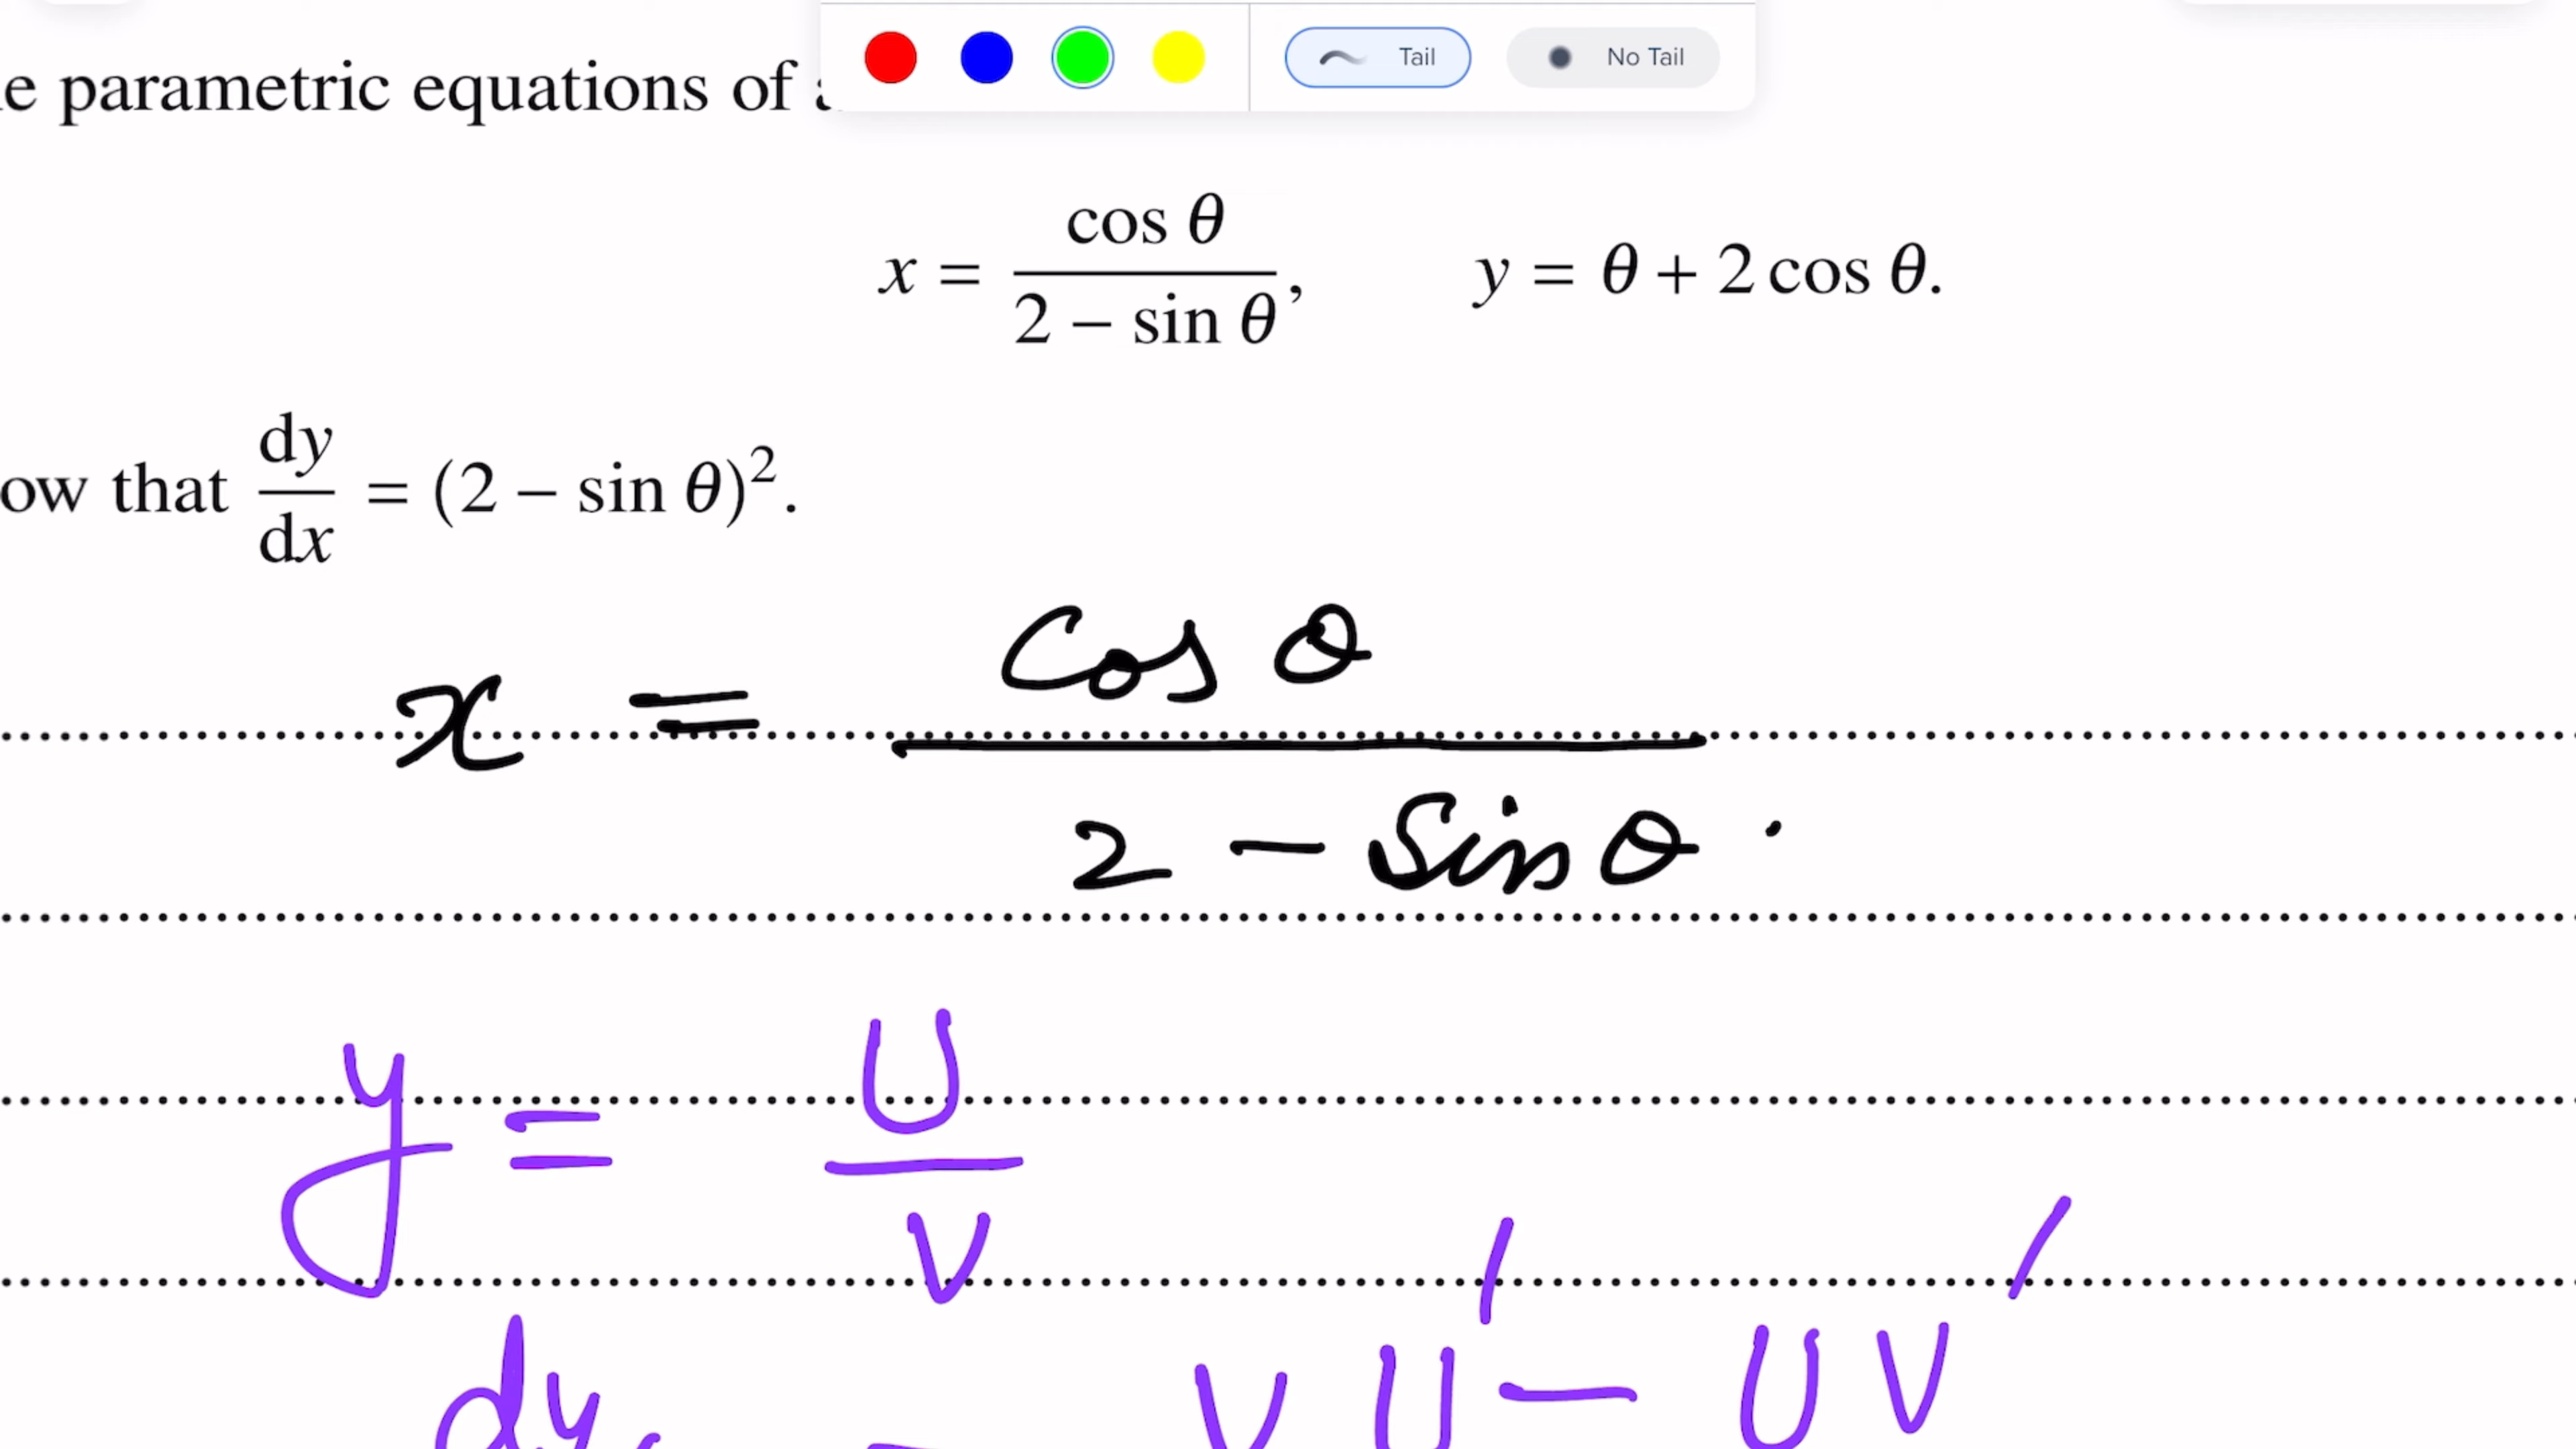 Tail No Tail
e parametric equations of a
x = cos θ / (2 − sin θ), y = θ + 2 cos θ.
ow that dy/dx = (2 − sin θ)².
x = cos θ / (2 − sin θ) .
y = U / V
dy = V U′ − U V′